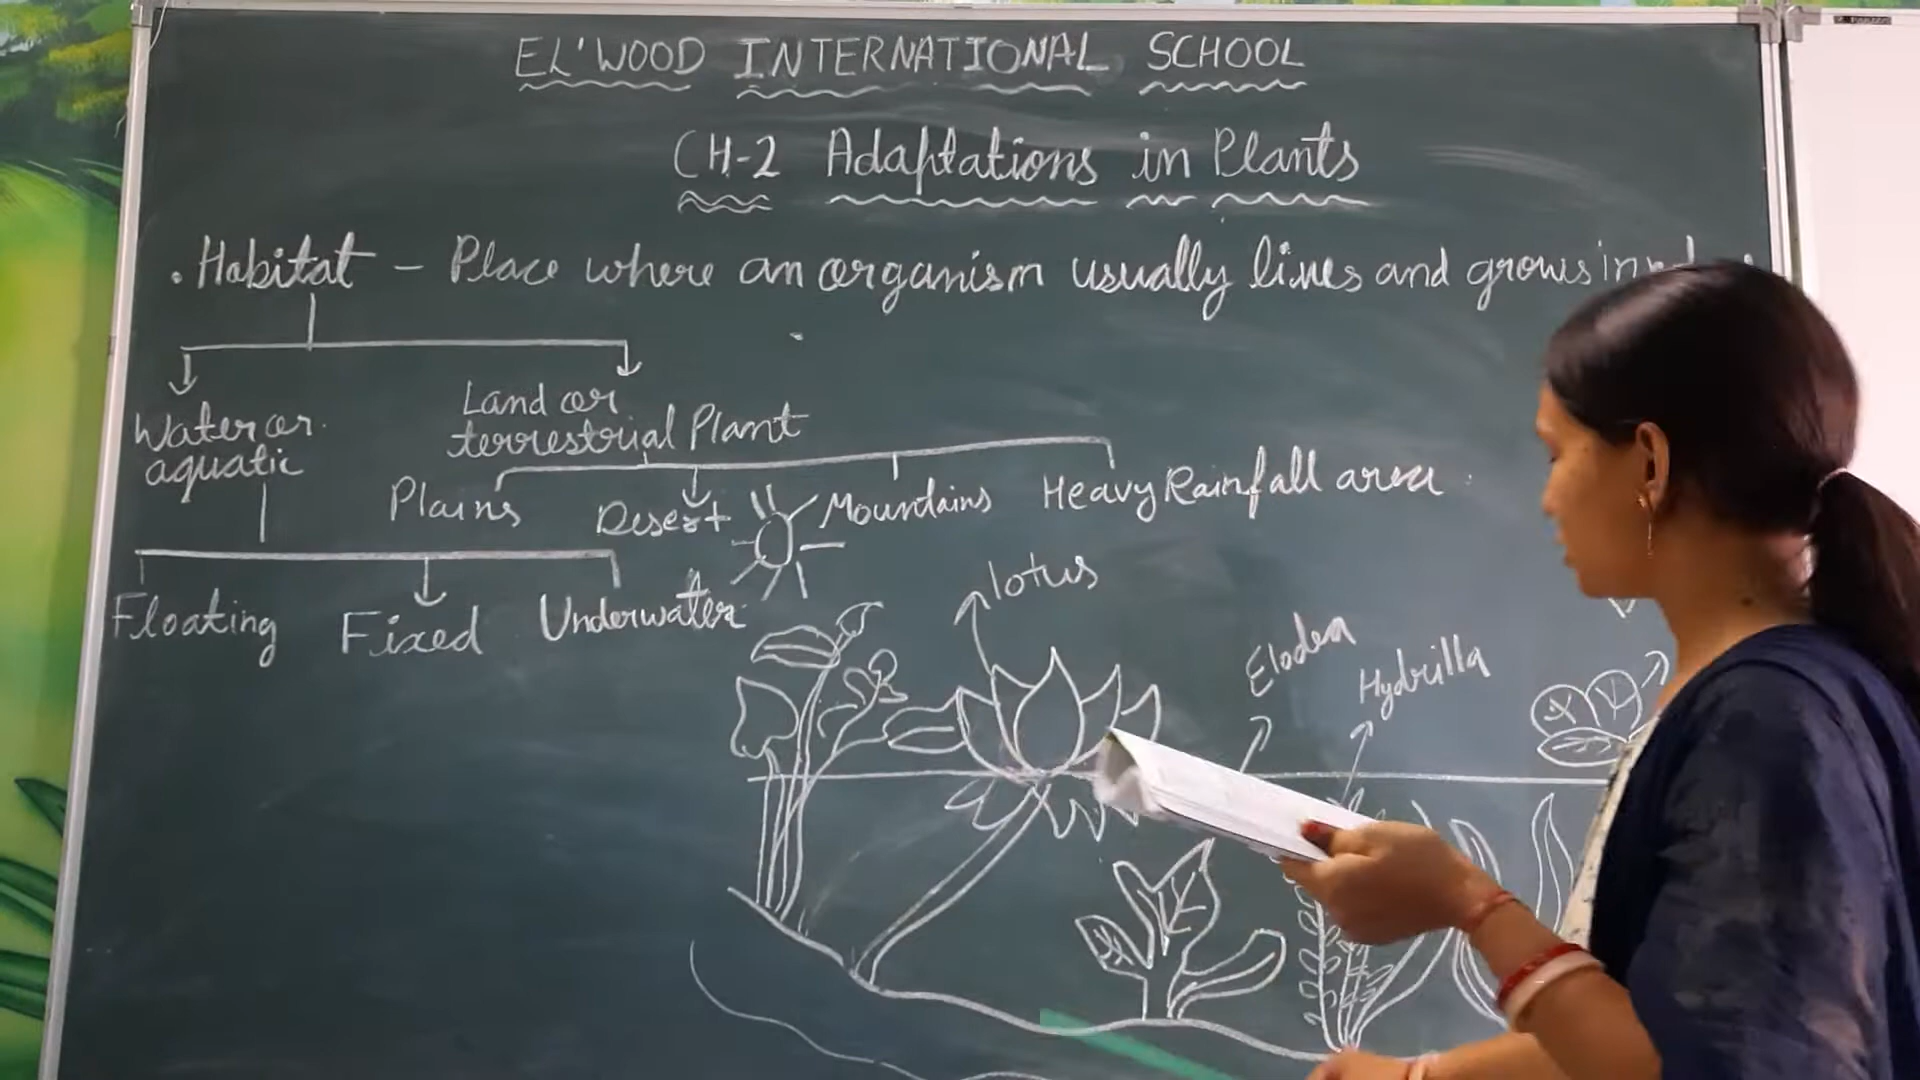 EL'WOOD INTERNATIONAL SCHOOL
CH-2 Adaptations in Plants
. Habitat - Place where an organism usually lives and grows in
Water or aquatic
Land or terrestrial Plant
Plains Desert Mountains Heavy Rainfall area.
Floating Fixed Underwater
lotus
Elodea
Hydrilla